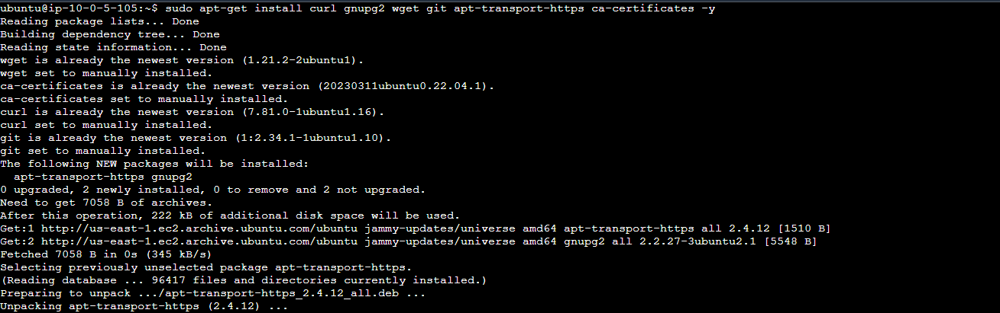 ubuntu@ip-10-0-5-105:~$ sudo apt-get install curl gnupg2 wget git apt-transport-https ca-certificates -y
Reading package lists... Done
Building dependency tree... Done
Reading state information... Done
wget is already the newest version (1.21.2-2ubuntu1).
wget set to manually installed.
ca-certificates is already the newest version (20230311ubuntu0.22.04.1).
ca-certificates set to manually installed.
curl is already the newest version (7.81.0-1ubuntu1.16).
curl set to manually installed.
git is already the newest version (1:2.34.1-1ubuntu1.10).
git set to manually installed.
The following NEW packages will be installed:
  apt-transport-https gnupg2
0 upgraded, 2 newly installed, 0 to remove and 2 not upgraded.
Need to get 7058 B of archives.
After this operation, 222 kB of additional disk space will be used.
Get:1 http://us-east-1.ec2.archive.ubuntu.com/ubuntu jammy-updates/universe amd64 apt-transport-https all 2.4.12 [1510 B]
Get:2 http://us-east-1.ec2.archive.ubuntu.com/ubuntu jammy-updates/universe amd64 gnupg2 all 2.2.27-3ubuntu2.1 [5548 B]
Fetched 7058 B in 0s (345 kB/s)
Selecting previously unselected package apt-transport-https.
(Reading database ... 96417 files and directories currently installed.)
Preparing to unpack .../apt-transport-https_2.4.12_all.deb ...
Unpacking apt-transport-https (2.4.12) ...